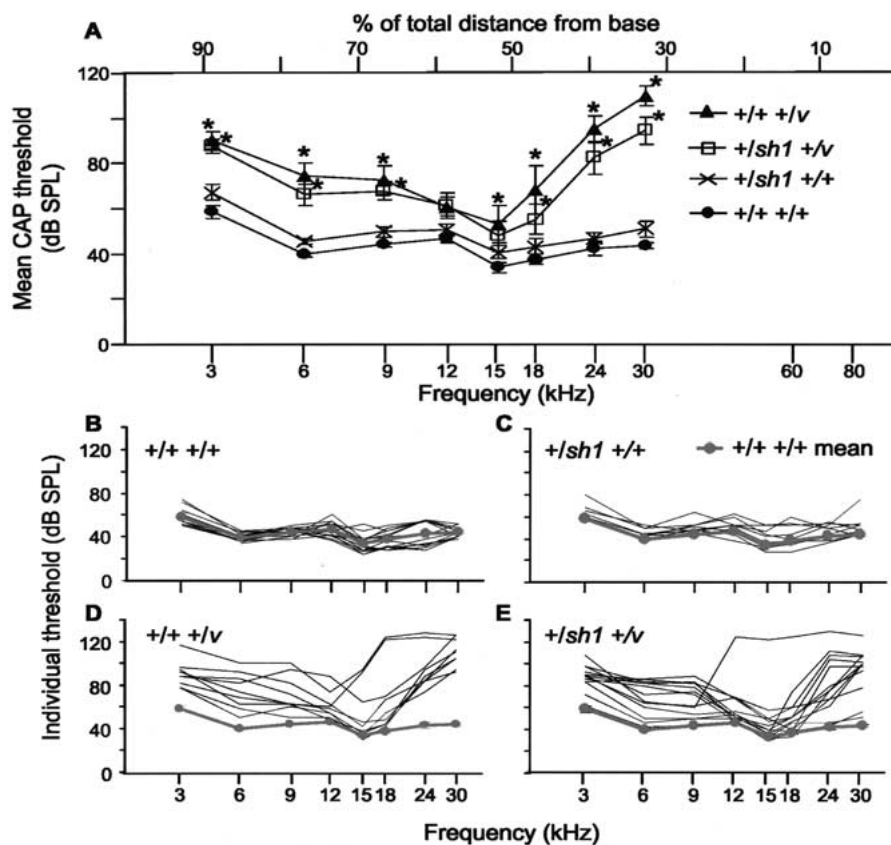 % of total distance from base
A
90 70 50 30 10
120
80
40
0
Mean CAP threshold
(dB SPL)
* * * * * * * * * * * * *
+/+ +/v
+/sh1 +/v
+/sh1 +/+
+/+ +/+
3 6 9 12 15 18 24 30 60 80
Frequency (kHz)
B
+/+ +/+
120
80
40
0
C
+/sh1 +/+
+/+ +/+ mean
Individual threshold (dB SPL)
D
+/+ +/v
120
80
40
0
3 6 9 12 15 18 24 30
E
+/sh1 +/v
3 6 9 12 15 18 24 30
Frequency (kHz)